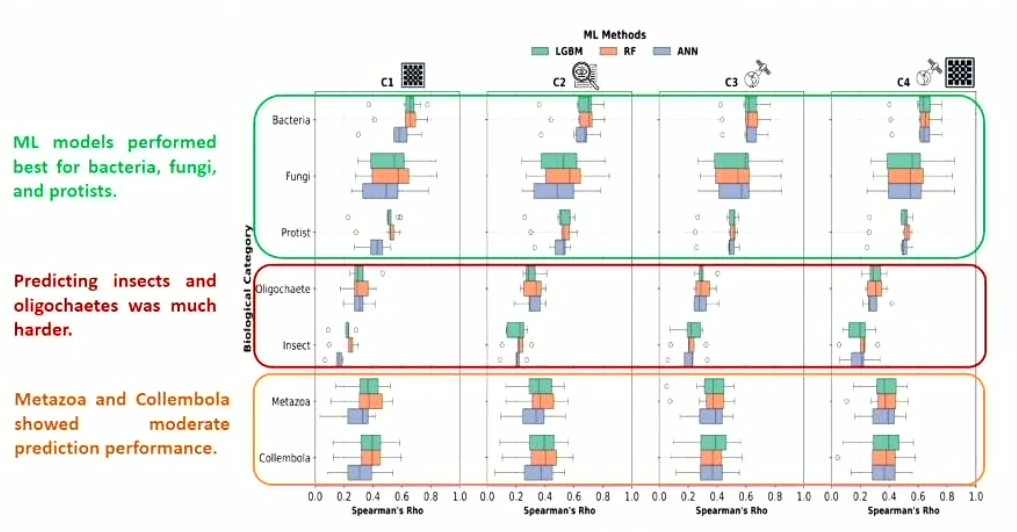 ML Methods
LGBM RF ANN
C1 C2 C3 C4
ML models performed
best for bacteria, fungi,
and protists.
Predicting insects and
oligochaetes was much
harder.
Metazoa and Collembola
showed moderate
prediction performance.
Biological Category
Bacteria
Fungi
Protist
Oligochaete
Insect
Metazoa
Collembola
0.0 0.2 0.4 0.6 0.8 1.0 0.0 0.2 0.4 0.6 0.8 1.0 0.0 0.2 0.4 0.6 0.8 1.0 0.0 0.2 0.4 0.6 0.8 1.0
Spearman's Rho Spearman's Rho Spearman's Rho Spearman's Rho